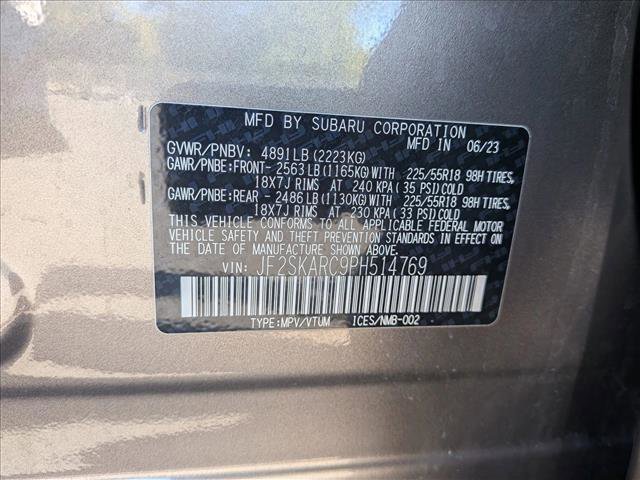 MFD BY SUBARU CORPORATION
MFD IN 06/23
GVWR/PNBV: 4891LB(2223KG)
GAWR/PNBE:FRONT- 2563LB(1165KG)WITH 225/55R18 98H TIRES,
18X7J RIMS AT 240 KPA(35 PSI)COLD
GAWR/PNBE:REAR - 2486LB(1130KG)WITH 225/55R18 98H TIRES,
18X7J RIMS AT 230 KPA(33 PSI)COLD
THIS VEHICLE CONFORMS TO ALL APPLICABLE FEDERAL MOTOR
VEHICLE SAFETY AND THEFT PREVENTION STANDARDS IN EFFECT
ON THE DATE OF MANUFACTURE SHOWN ABOVE.
VIN: JF2SKARC9PH514769
TYPE:MPV/VTUM ICES/NMB-002